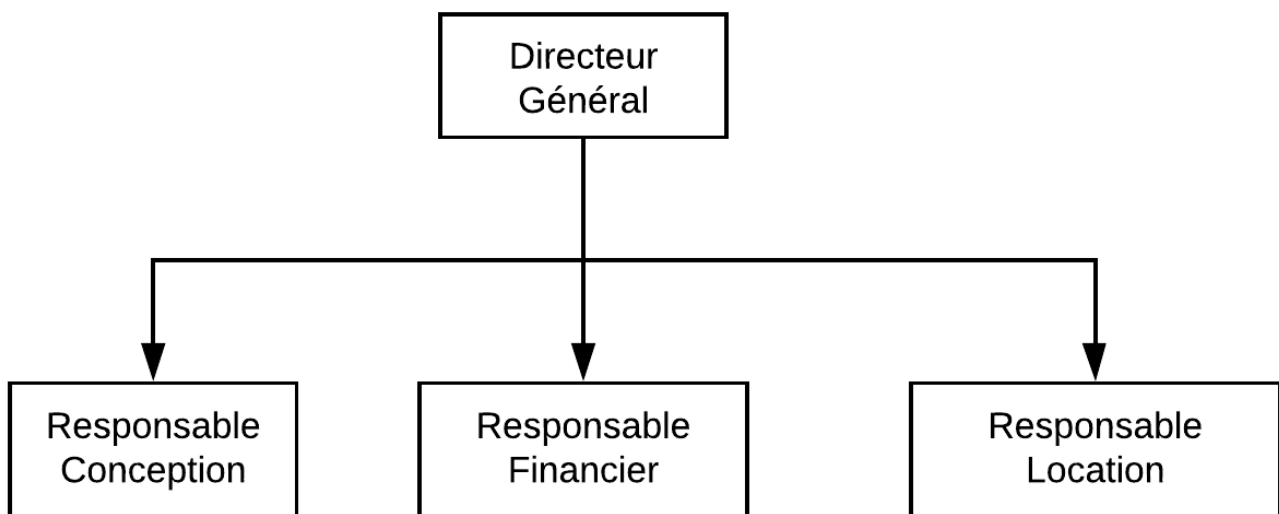 Directeur
Général
Responsable
Conception
Responsable
Financier
Responsable
Location